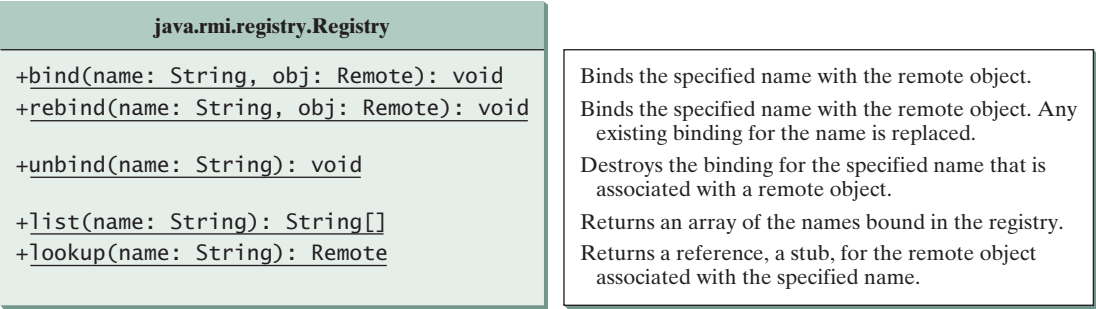 java.rmi.registry.Registry
+bind(name: String, obj: Remote): void
+rebind(name: String, obj: Remote): void
+unbind(name: String): void
+list(name: String): String[]
+lookup(name: String): Remote
Binds the specified name with the remote object.
Binds the specified name with the remote object. Any
existing binding for the name is replaced.
Destroys the binding for the specified name that is
associated with a remote object.
Returns an array of the names bound in the registry.
Returns a reference, a stub, for the remote object
associated with the specified name.